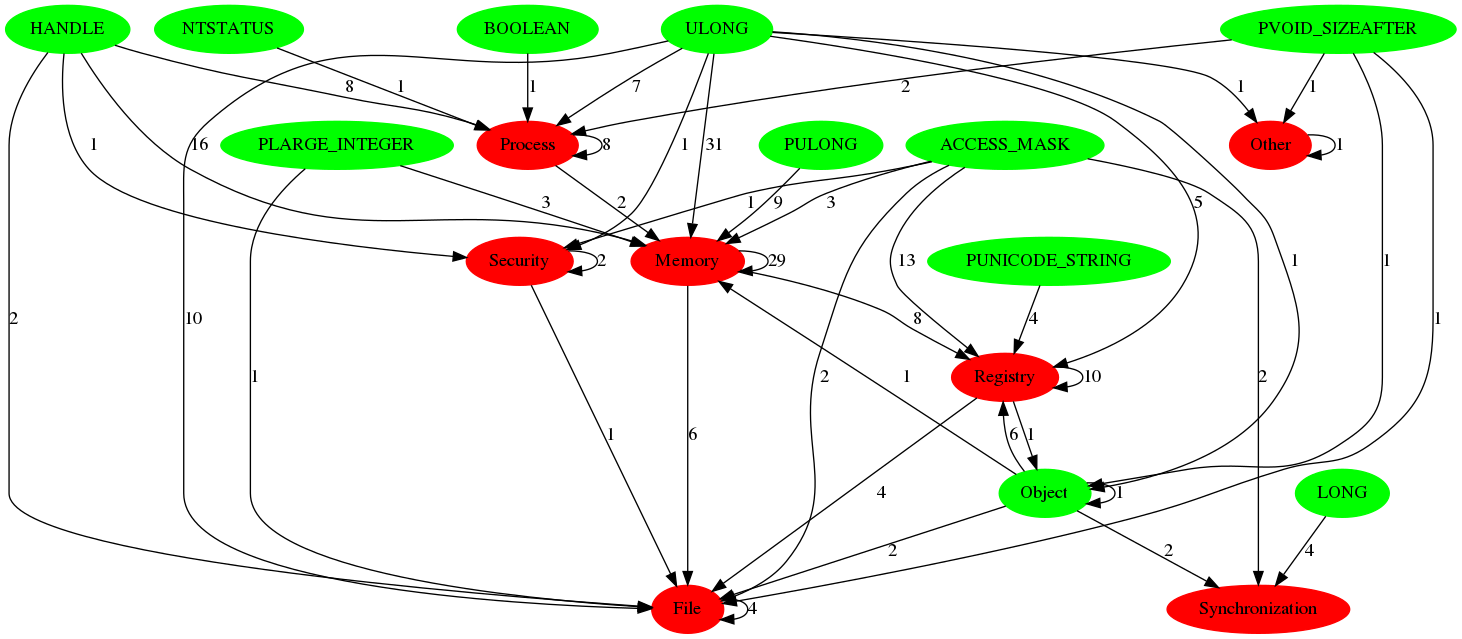 HANDLE NTSTATUS BOOLEAN ULONG PVOID_SIZEAFTER
8 1 1 7 2 1 1
PLARGE_INTEGER Process 8 PULONG ACCESS_MASK Other 1
1 16 1 31
3 2 1 9 3 5
Security 2 Memory 29 13 PUNICODE_STRING 1 1
2 10 8 4 1
1 1 2 Registry 10 2
1 6 6 1
4 Object 1 LONG
2 2 4
File 4 Synchronization